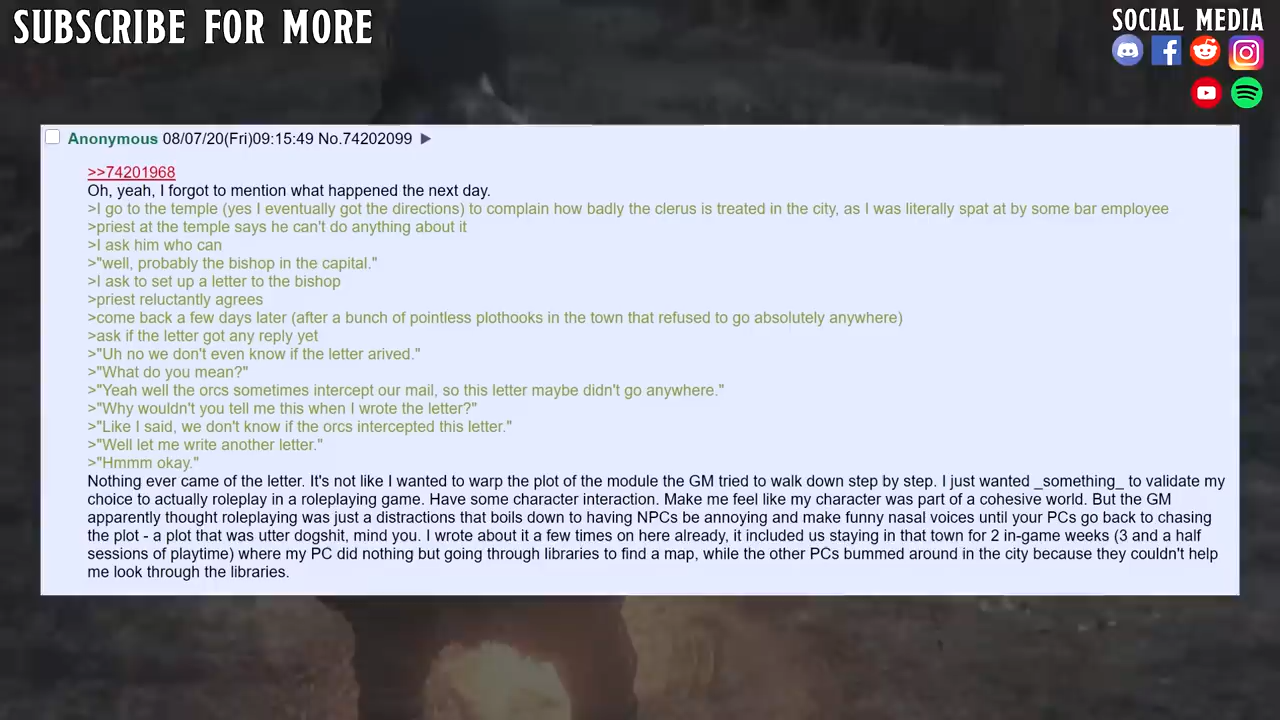 SUBSCRIBE FOR MORE
SOCIAL MEDIA
Anonymous 08/07/20(Fri)09:15:49 No.74202099 ▶
>>74201968
Oh, yeah, I forgot to mention what happened the next day.
>I go to the temple (yes I eventually got the directions) to complain how badly the clerus is treated in the city, as I was literally spat at by some bar employee
>priest at the temple says he can't do anything about it
>I ask him who can
>"well, probably the bishop in the capital."
>I ask to set up a letter to the bishop
>priest reluctantly agrees
>come back a few days later (after a bunch of pointless plothooks in the town that refused to go absolutely anywhere)
>ask if the letter got any reply yet
>"Uh no we don't even know if the letter arived."
>"What do you mean?"
>"Yeah well the orcs sometimes intercept our mail, so this letter maybe didn't go anywhere."
>"Why wouldn't you tell me this when I wrote the letter?"
>"Like I said, we don't know if the orcs intercepted this letter."
>"Well let me write another letter."
>"Hmmm okay."
Nothing ever came of the letter. It's not like I wanted to warp the plot of the module the GM tried to walk down step by step. I just wanted _something_ to validate my
choice to actually roleplay in a roleplaying game. Have some character interaction. Make me feel like my character was part of a cohesive world. But the GM
apparently thought roleplaying was just a distractions that boils down to having NPCs be annoying and make funny nasal voices until your PCs go back to chasing
the plot - a plot that was utter dogshit, mind you. I wrote about it a few times on here already, it included us staying in that town for 2 in-game weeks (3 and a half
sessions of playtime) where my PC did nothing but going through libraries to find a map, while the other PCs bummed around in the city because they couldn't help
me look through the libraries.